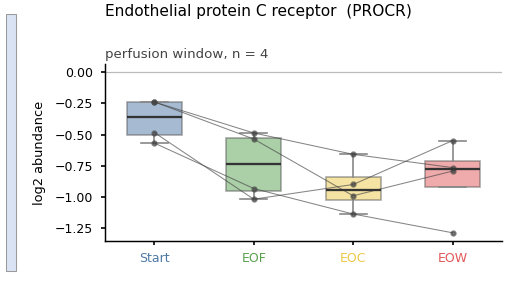 Endothelial protein C receptor  (PROCR)
perfusion window, n = 4
log2 abundance
0.00
−0.25
−0.50
−0.75
−1.00
−1.25
Start EOF EOC EOW